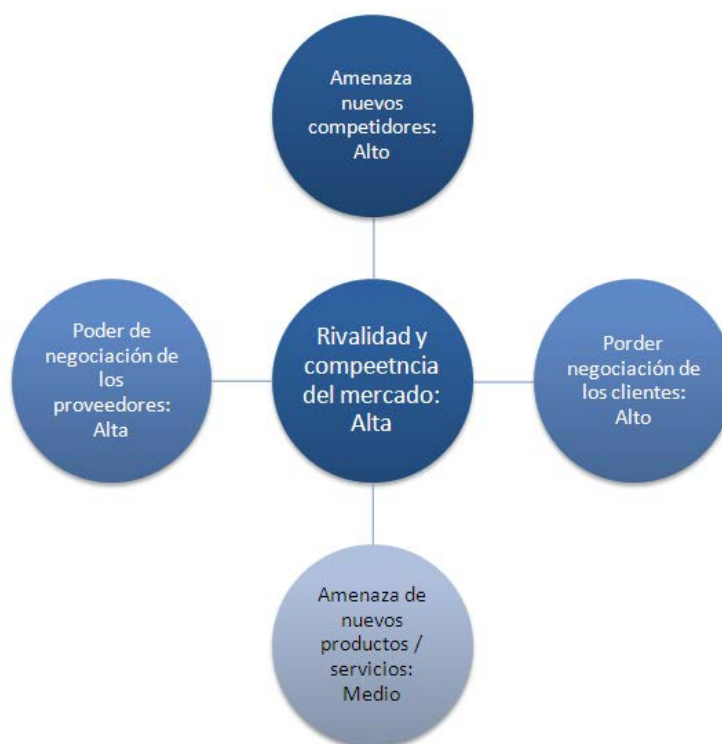 Amenaza
nuevos
competidores:
Alto
Poder de
negociación de
los
proveedores:
Alta
Rivalidad y
compeetncia
del mercado:
Alta
Porder
negociación de
los clientes:
Alto
Amenaza de
nuevos
productos /
servicios:
Medio